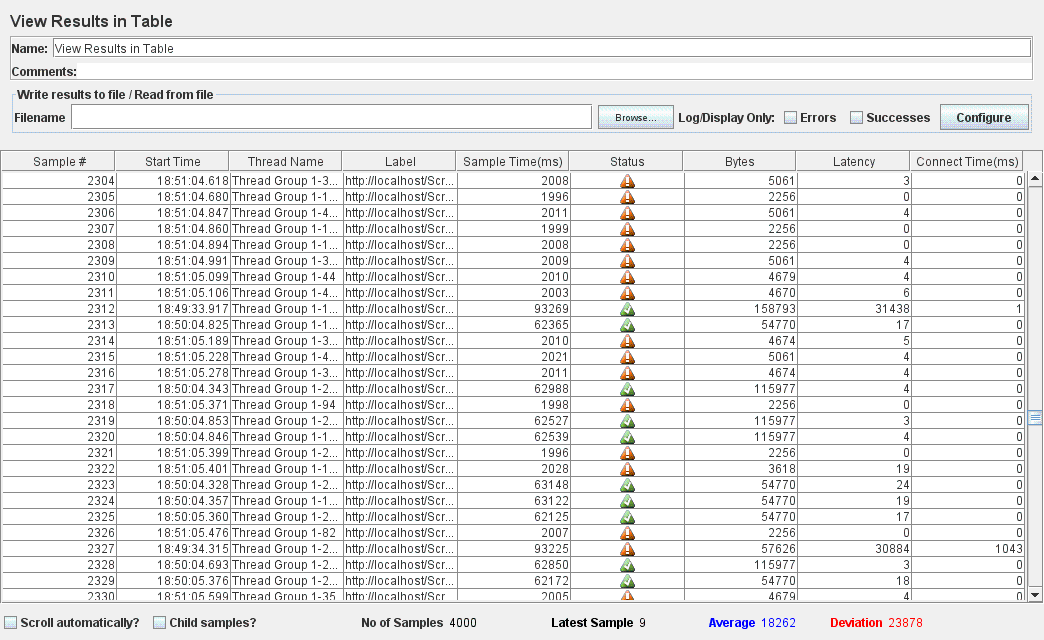 View Results in Table
Name: View Results in Table
Comments:
Write results to file / Read from file
Filename Browse... Log/Display Only: Errors Successes Configure
Sample # Start Time Thread Name Label Sample Time(ms) Status Bytes Latency Connect Time(ms)
2304 18:51:04.618 Thread Group 1-3... http://localhost/Scr... 2008 5061 3 0
2305 18:51:04.680 Thread Group 1-1... http://localhost/Scr... 1996 2256 0 0
2306 18:51:04.847 Thread Group 1-4... http://localhost/Scr... 2011 5061 4 0
2307 18:51:04.860 Thread Group 1-1... http://localhost/Scr... 1999 2256 0 0
2308 18:51:04.894 Thread Group 1-1... http://localhost/Scr... 2008 2256 0 0
2309 18:51:04.991 Thread Group 1-3... http://localhost/Scr... 2009 5061 4 0
2310 18:51:05.099 Thread Group 1-44 http://localhost/Scr... 2010 4679 4 0
2311 18:51:05.106 Thread Group 1-4... http://localhost/Scr... 2003 4670 6 0
2312 18:49:33.917 Thread Group 1-1... http://localhost/Scr... 93269 158793 31438 1
2313 18:50:04.825 Thread Group 1-1... http://localhost/Scr... 62365 54770 17 0
2314 18:51:05.189 Thread Group 1-3... http://localhost/Scr... 2010 4674 5 0
2315 18:51:05.228 Thread Group 1-4... http://localhost/Scr... 2021 5061 4 0
2316 18:51:05.278 Thread Group 1-3... http://localhost/Scr... 2011 4674 4 0
2317 18:50:04.343 Thread Group 1-2... http://localhost/Scr... 62988 115977 4 0
2318 18:51:05.371 Thread Group 1-94 http://localhost/Scr... 1998 2256 0 0
2319 18:50:04.853 Thread Group 1-2... http://localhost/Scr... 62527 115977 3 0
2320 18:50:04.846 Thread Group 1-1... http://localhost/Scr... 62539 115977 4 0
2321 18:51:05.399 Thread Group 1-2... http://localhost/Scr... 1996 2256 0 0
2322 18:51:05.401 Thread Group 1-1... http://localhost/Scr... 2028 3618 19 0
2323 18:50:04.328 Thread Group 1-2... http://localhost/Scr... 63148 54770 24 0
2324 18:50:04.357 Thread Group 1-1... http://localhost/Scr... 63122 54770 19 0
2325 18:50:05.360 Thread Group 1-2... http://localhost/Scr... 62125 54770 17 0
2326 18:51:05.476 Thread Group 1-82 http://localhost/Scr... 2007 2256 0 0
2327 18:49:34.315 Thread Group 1-2... http://localhost/Scr... 93225 57626 30884 1043
2328 18:50:04.693 Thread Group 1-2... http://localhost/Scr... 62850 115977 3 0
2329 18:50:05.376 Thread Group 1-2... http://localhost/Scr... 62172 54770 18 0
2330 18:51:05.599 Thread Group 1-35 http://localhost/Scr... 2005 4679 4 0
Scroll automatically? Child samples? No of Samples 4000 Latest Sample 9 Average 18262 Deviation 23878